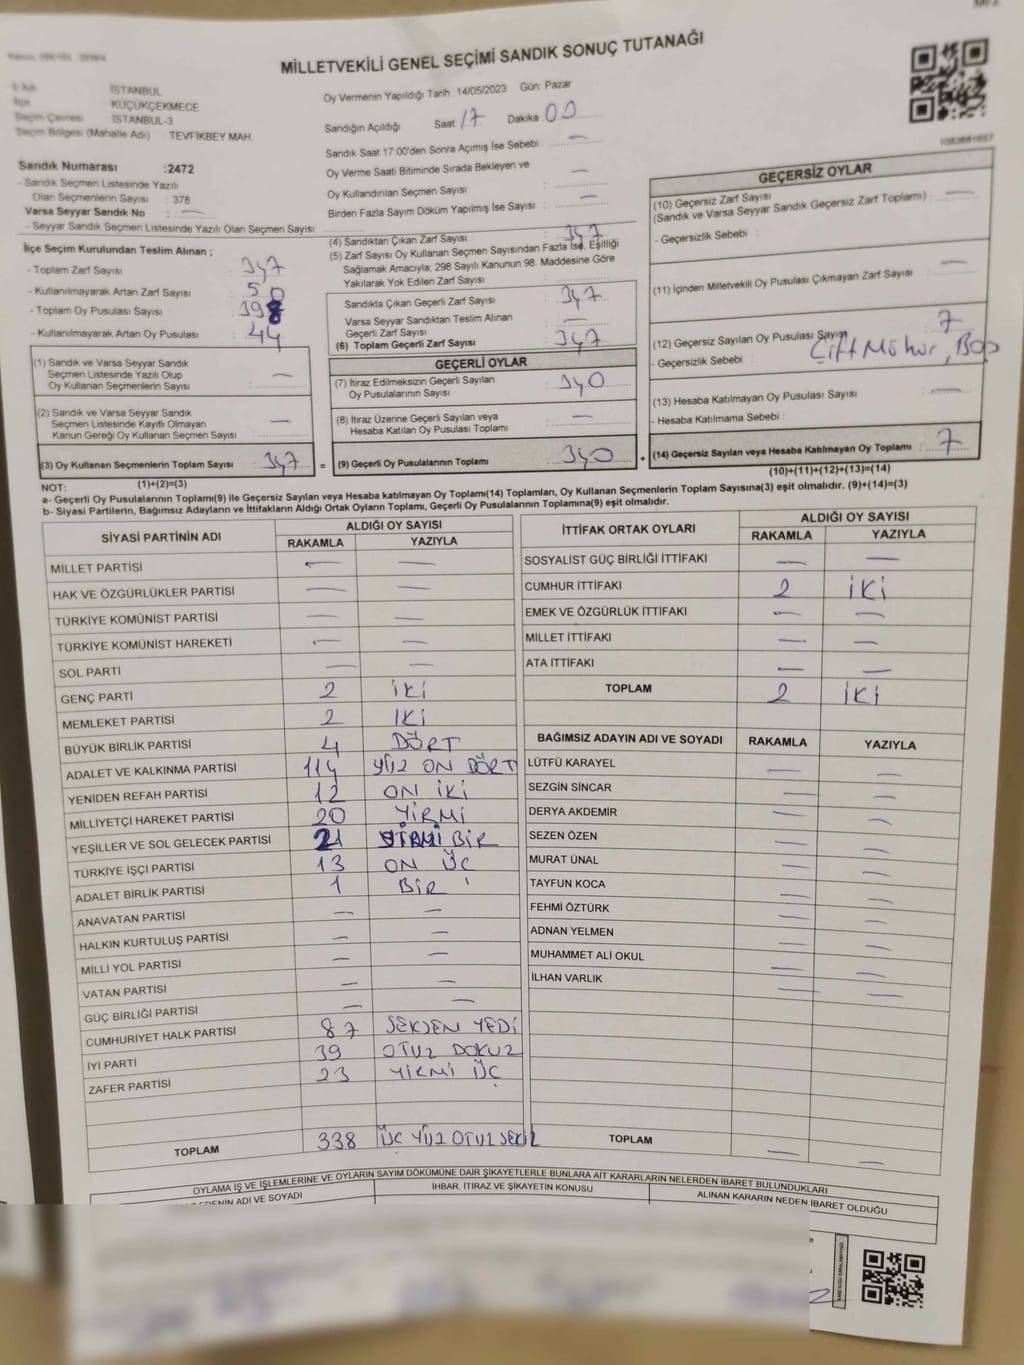 MİLLETVEKİLİ GENEL SEÇİMİ SANDIK SONUÇ TUTANAĞI
İSTANBUL
KÜÇÜKÇEKMECE
İSTANBUL-3
Seçim Bölgesi (Mahalle Adı) : TEVFİKBEY MAH
Sandık Numarası :2472
- Sandık Seçmen Listesinde Yazılı
Olan Seçmenlerin Sayısı : 378
Varsa Seyyar Sandık No : —
- Seyyar Sandık Seçmen Listesinde Yazılı Olan Seçmen Sayısı :
Oy Vermenin Yapıldığı Tarih 14/05/2023 Gün: Pazar
Sandığın Açıldığı Saat 17 Dakika 00
Sandık Saat 17:00'den Sonra Açımış İse Sebebi : —
Oy Verme Saati Bitiminde Sırada Bekleyen ve
Oy Kullandırılan Seçmen Sayısı : —
Birden Fazla Sayım Döküm Yapılmış İse Sayısı : —
İlçe Seçim Kurulundan Teslim Alınan ;
- Toplam Zarf Sayısı : 347
- Kullanılmayarak Artan Zarf Sayısı : 50
- Toplam Oy Pusulası Sayısı : 398
- Kullanılmayarak Artan Oy Pusulası : 44
(1) Sandık ve Varsa Seyyar Sandık
Seçmen Listesinde Yazılı Olup
Oy Kullanan Seçmenlerin Sayısı : —
(2) Sandık ve Varsa Seyyar Sandık
Seçmen Listesinde Kayıtlı Olmayan
Kanun Gereği Oy Kullanan Seçmen Sayısı : —
(3) Oy Kullanan Seçmenlerin Toplam Sayısı : 347 =
(1)+(2)=(3)
(4) Sandıktan Çıkan Zarf Sayısı : 347
(5) Zarf Sayısı Oy Kullanan Seçmen Sayısından Fazla İse, Eşitliği
Sağlamak Amacıyla; 298 Sayılı Kanunun 98. Maddesine Göre
Yakılarak Yok Edilen Zarf Sayısı :
Sandıkta Çıkan Geçerli Zarf Sayısı : 347
Varsa Seyyar Sandıktan Teslim Alınan
Geçerli Zarf Sayısı : —
(6) Toplam Geçerli Zarf Sayısı : 347
GEÇERLİ OYLAR
(7) İtiraz Edilmeksizin Geçerli Sayılan
Oy Pusulalarının Sayısı : 340
(8) İtiraz Üzerine Geçerli Sayılan veya
Hesaba Katılan Oy Pusulası Toplamı : —
(9) Geçerli Oy Pusulalarının Toplamı : 340 +
GEÇERSİZ OYLAR
(10) Geçersiz Zarf Sayısı
(Sandık ve Varsa Seyyar Sandık Geçersiz Zarf Toplamı) : —
- Geçersizlik Sebebi :
(11) İçinden Milletvekili Oy Pusulası Çıkmayan Zarf Sayısı : —
(12) Geçersiz Sayılan Oy Pusulası Sayısı 7
- Geçersizlik Sebebi : Çift Mühür,
(13) Hesaba Katılmayan Oy Pusulası Sayısı : —
- Hesaba Katılmama Sebebi :
(14) Geçersiz Sayılan veya Hesaba Katılmayan Oy Toplamı : 7
(10)+(11)+(12)+(13)=(14)
NOT:
a- Geçerli Oy Pusulalarının Toplamı(9) ile Geçersiz Sayılan veya Hesaba katılmayan Oy Toplamı(14) Toplamları, Oy Kullanan Seçmenlerin Toplam Sayısına(3) eşit olmalıdır. (9)+(14)=(3)
b- Siyasi Partilerin, Bağımsız Adayların ve İttifakların Aldığı Ortak Oyların Toplamı, Geçerli Oy Pusulalarının Toplamına(9) eşit olmalıdır.
SİYASİ PARTİNİN ADI ALDIĞI OY SAYISI
RAKAMLA YAZIYLA
MİLLET PARTİSİ — —
HAK VE ÖZGÜRLÜKLER PARTİSİ — —
TÜRKİYE KOMÜNİST PARTİSİ — —
TÜRKİYE KOMÜNİST HAREKETİ — —
SOL PARTİ — —
GENÇ PARTİ 2 İKİ
MEMLEKET PARTİSİ 2 İKİ
BÜYÜK BİRLİK PARTİSİ 4 DÖRT
ADALET VE KALKINMA PARTİSİ 114 YÜZ ON DÖRT
YENİDEN REFAH PARTİSİ 12 ON İKİ
MİLLİYETÇİ HAREKET PARTİSİ 20 YİRMİ
YEŞİLLER VE SOL GELECEK PARTİSİ 21 YİRMİ BİR
TÜRKİYE İŞÇİ PARTİSİ 13 ON ÜÇ
ADALET BİRLİK PARTİSİ 1 BİR
ANAVATAN PARTİSİ — —
HALKIN KURTULUŞ PARTİSİ — —
MİLLİ YOL PARTİSİ — —
VATAN PARTİSİ — —
GÜÇ BİRLİĞİ PARTİSİ — —
CUMHURİYET HALK PARTİSİ 87 SEKSEN YEDİ
İYİ PARTİ 39 OTUZ DOKUZ
ZAFER PARTİSİ 23 YİRMİ ÜÇ
TOPLAM 338 ÜÇ YÜZ OTUZ SEKİZ
İTTİFAK ORTAK OYLARI ALDIĞI OY SAYISI
RAKAMLA YAZIYLA
SOSYALİST GÜÇ BİRLİĞİ İTTİFAKI — —
CUMHUR İTTİFAKI 2 İKİ
EMEK VE ÖZGÜRLÜK İTTİFAKI — —
MİLLET İTTİFAKI — —
ATA İTTİFAKI — —
TOPLAM 2 İKİ
BAĞIMSIZ ADAYIN ADI VE SOYADI RAKAMLA YAZIYLA
LÜTFÜ KARAYEL — —
SEZGİN SİNCAR — —
DERYA AKDEMİR — —
SEZEN ÖZEN — —
MURAT ÜNAL — —
TAYFUN KOCA — —
FEHMİ ÖZTÜRK — —
ADNAN YELMEN — —
MUHAMMET ALİ OKUL — —
İLHAN VARLIK — —
TOPLAM — —
OYLAMA İŞ VE İŞLEMLERİNE VE OYLARIN SAYIM DÖKÜMÜNE DAİR ŞİKAYETLERLE BUNLARA AİT KARARLARIN NELERDEN İBARET BULUNDUKLARI
EDENİN ADI VE SOYADI İHBAR, İTİRAZ VE ŞİKAYETİN KONUSU ALINAN KARARIN NEDEN İBARET OLDUĞU